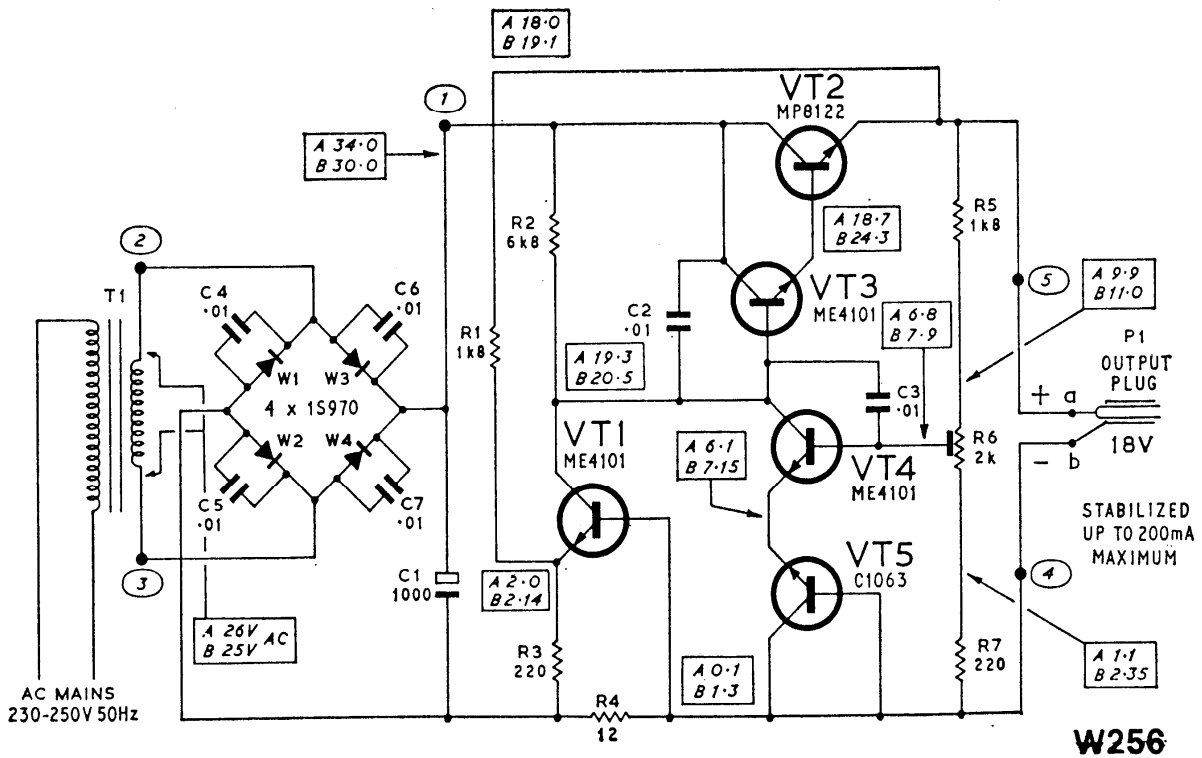 A 18·0
B 19·1
1
VT2
MP8122
A 34·0
B 30·0
R2
6k8
A 18·7
B 24·3
R5
1k8
2
T1
C4
·01
C6
·01
C2
·01
VT3
ME4101
5
A 9·9
B 11·0
R1
1k8
A 6·8
B 7·9
P1
OUTPUT
PLUG
W1
W3
A 19·3
B 20·5
4 x 1S970
C3
·01
+ a
W2
W4
VT1
ME4101
R6
2k
18V
- b
A 6·1
B 7·15
VT4
ME4101
C5
·01
C7
·01
STABILIZED
UP TO 200mA
MAXIMUM
3
C1
1000
A 2·0
B 2·14
VT5
C1063
4
A 26V
B 25V
AC
R3
220
R7
220
A 0·1
B 1·3
A 1·1
B 2·35
AC MAINS
230-250V 50Hz
R4
12
W256